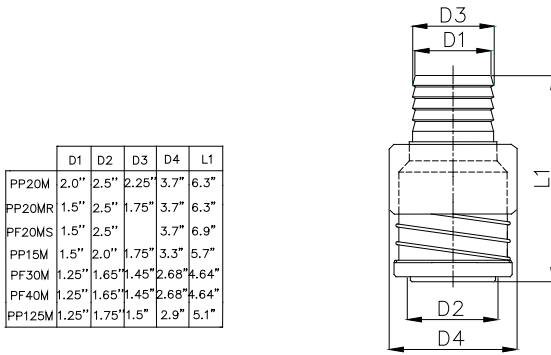 D1 D2 D3 D4 L1
PP20M 2.0" 2.5" 2.25" 3.7" 6.3"
PP20MR 1.5" 2.5" 1.75" 3.7" 6.3"
PF20MS 1.5" 2.5" 3.7" 6.9"
PP15M 1.5" 2.0" 1.75" 3.3" 5.7"
PF30M 1.25" 1.65" 1.45" 2.68" 4.64"
PF40M 1.25" 1.65" 1.45" 2.68" 4.64"
PP125M 1.25" 1.75" 1.5" 2.9" 5.1"
D3
D1
L1
D2
D4